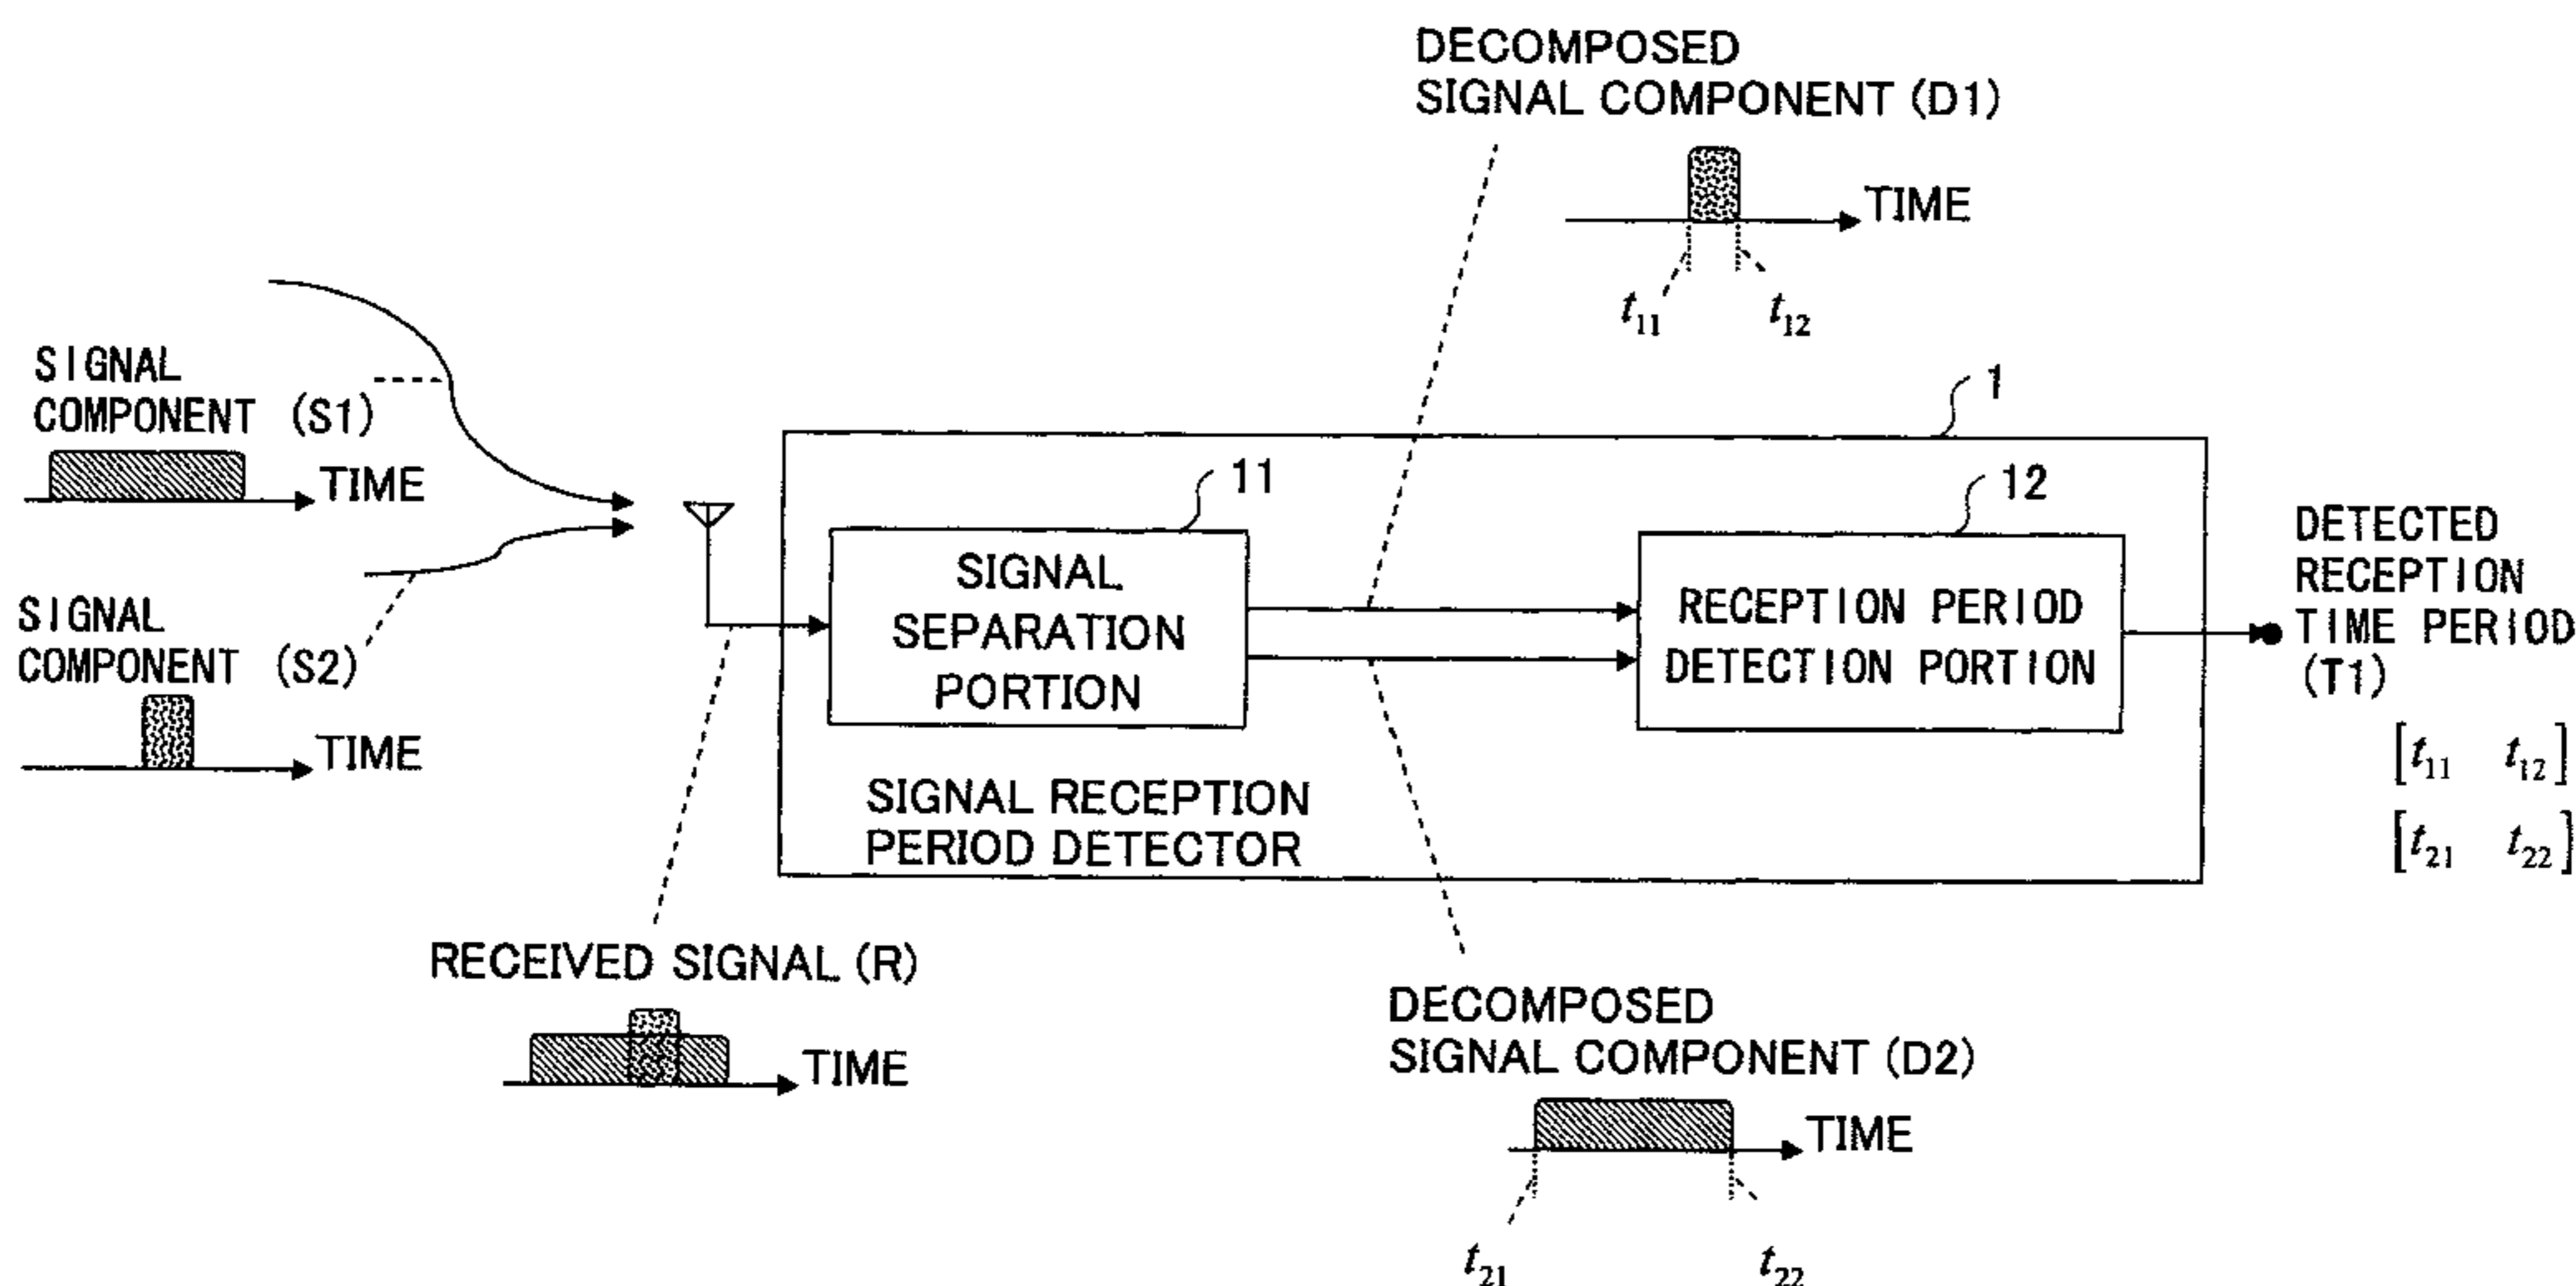 DECOMPOSED
SIGNAL COMPONENT (D1)
TIME
t11 t12
1
SIGNAL
COMPONENT (S1)
TIME
11
12
SIGNAL
SEPARATION
PORTION
RECEPTION PERIOD
DETECTION PORTION
DETECTED
RECEPTION
TIME PERIOD
(T1)
[t11 t12]
[t21 t22]
SIGNAL
COMPONENT (S2)
TIME
SIGNAL RECEPTION
PERIOD DETECTOR
RECEIVED SIGNAL (R)
TIME
DECOMPOSED
SIGNAL COMPONENT (D2)
TIME
t21 t22